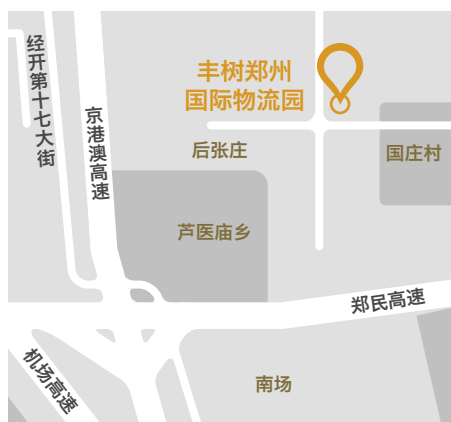 经开第十七大街
京港澳高速
丰树郑州
国际物流园
后张庄
国庄村
芦医庙乡
郑民高速
机场高速
南场